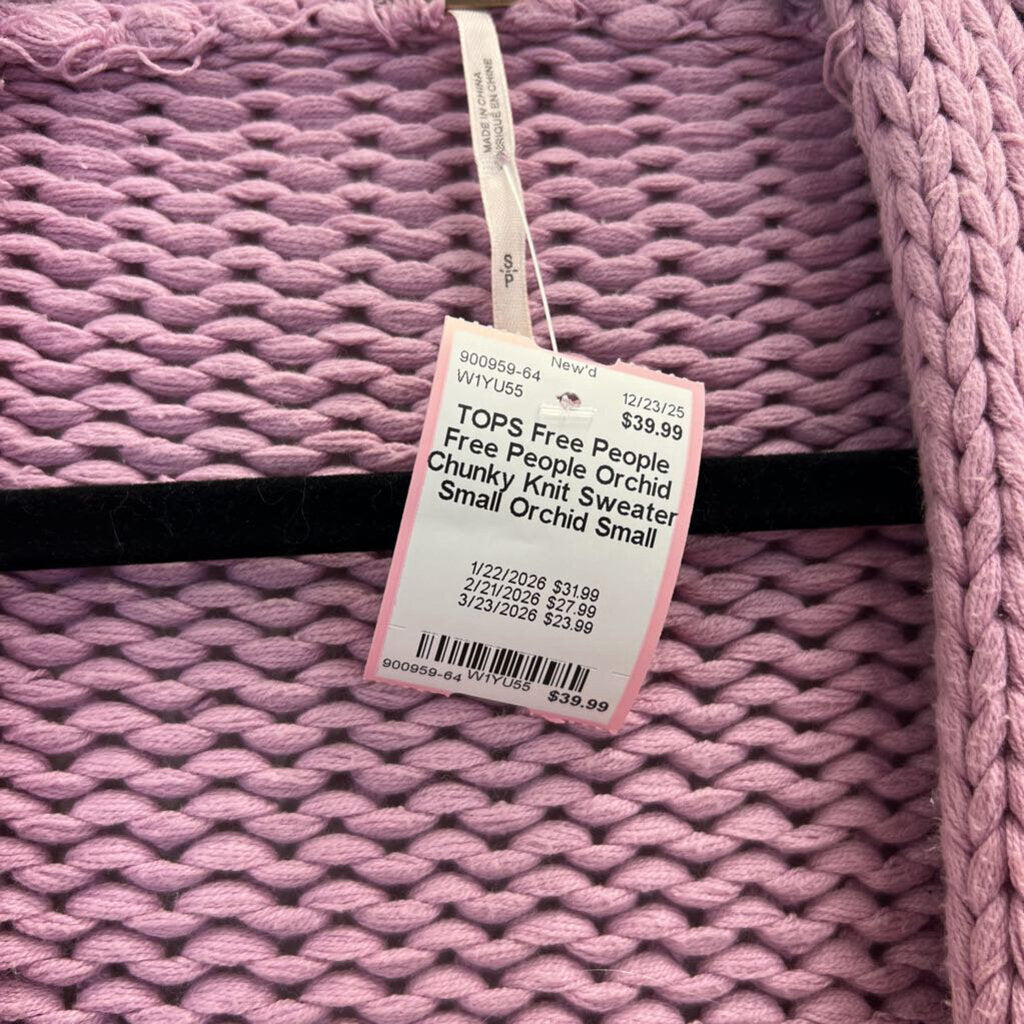 MADE IN CHINA
FABRIQUÉ EN CHINE
S
P
900959-64
New'd
W1YU55
12/23/25
$39.99
TOPS Free People
Free People Orchid
Chunky Knit Sweater
Small Orchid Small
1/22/2026 $31.99
2/21/2026 $27.99
3/23/2026 $23.99
900959-64 W1YU55 $39.99